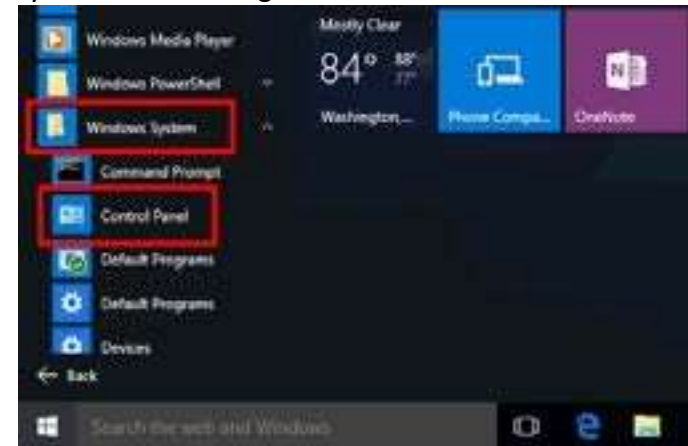 Windows Media Player
Windows PowerShell
Windows System
Command Prompt
Control Panel
Default Programs
Default Programs
Devices
Back
Search the web and Windows
Mostly Clear
84° 88°
77°
Washington,...
Phone Compa...
OneNote